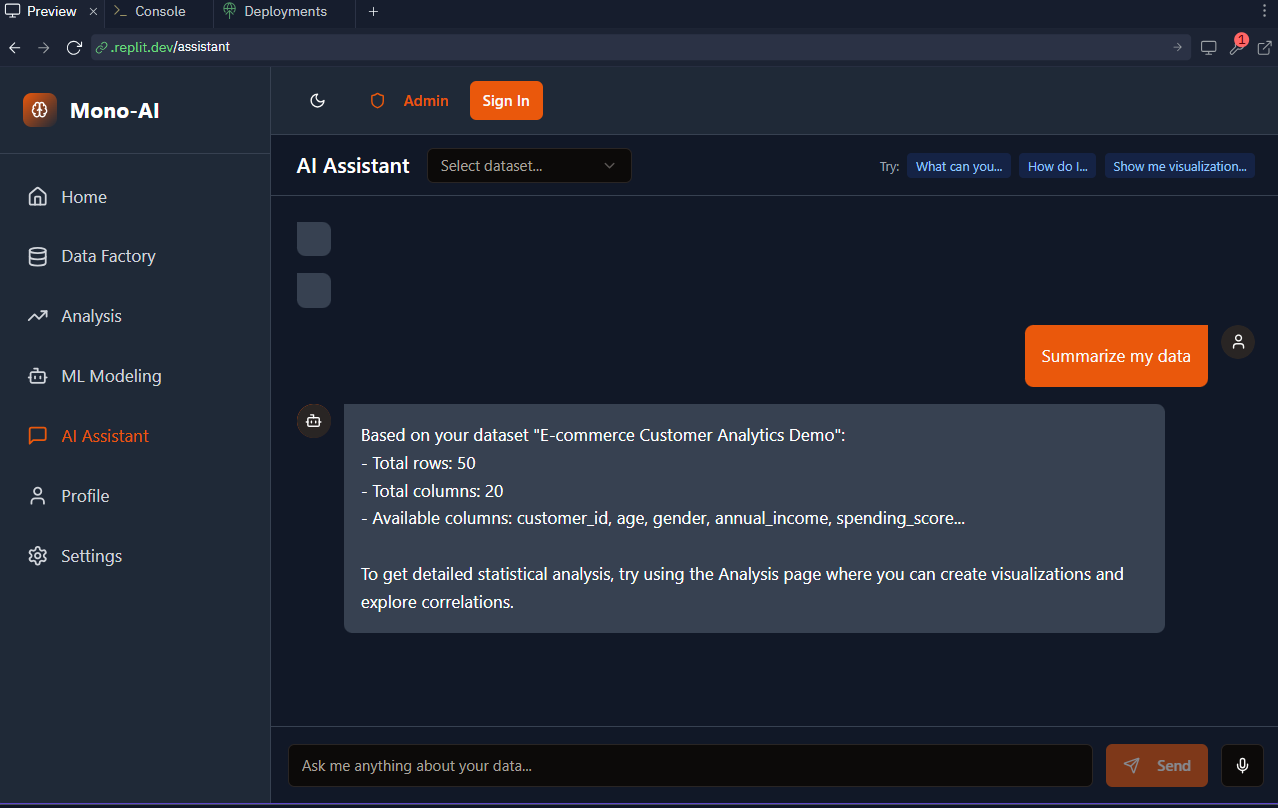 Preview
Console
Deployments
.replit.dev/assistant
1
Mono-AI
Admin
Sign In
AI Assistant
Select dataset...
Try:
What can you...
How do I...
Show me visualization...
Home
Data Factory
Analysis
ML Modeling
AI Assistant
Profile
Settings
Summarize my data
Based on your dataset "E-commerce Customer Analytics Demo":
- Total rows: 50
- Total columns: 20
- Available columns: customer_id, age, gender, annual_income, spending_score...
To get detailed statistical analysis, try using the Analysis page where you can create visualizations and
explore correlations.
Ask me anything about your data...
Send